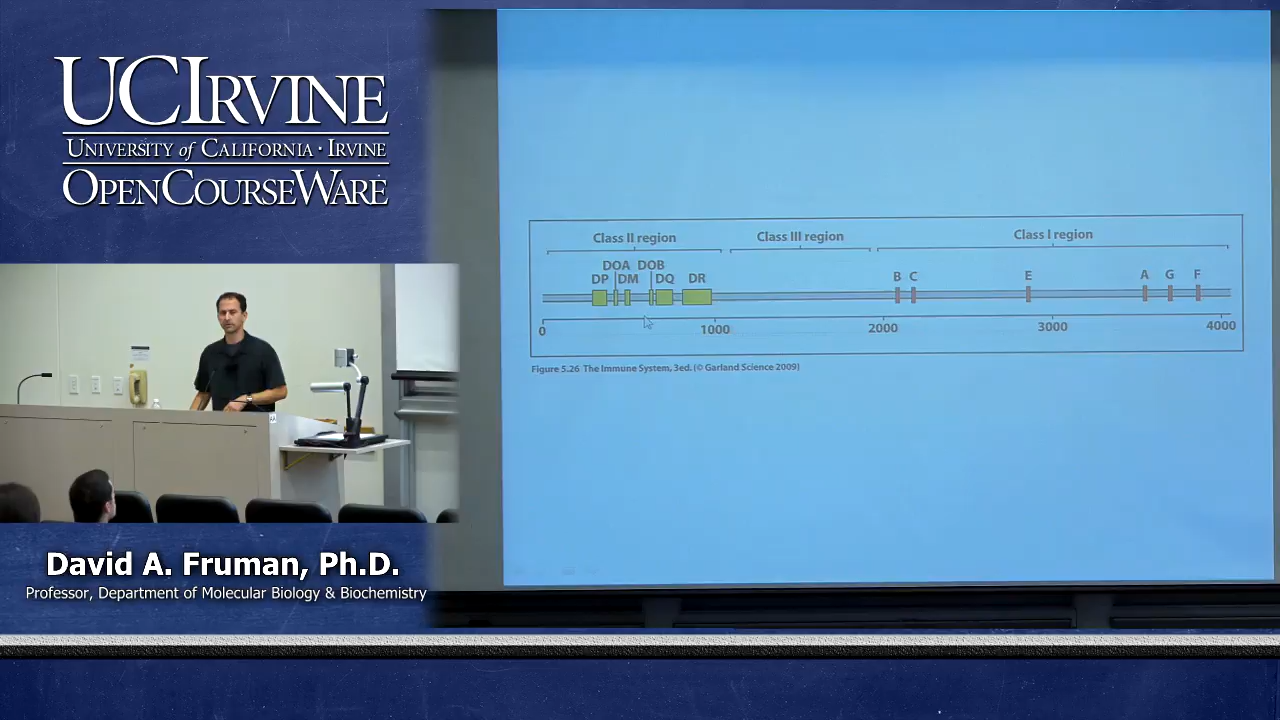 UCIRVINE
UNIVERSITY of CALIFORNIA · IRVINE
OPENCOURSEWARE
David A. Fruman, Ph.D.
Professor, Department of Molecular Biology & Biochemistry
Class II region
Class III region
Class I region
DOA DOB
DP DM DQ DR
B C E A G F
0 1000 2000 3000 4000
Figure 5.26 The Immune System, 3ed. (© Garland Science 2009)